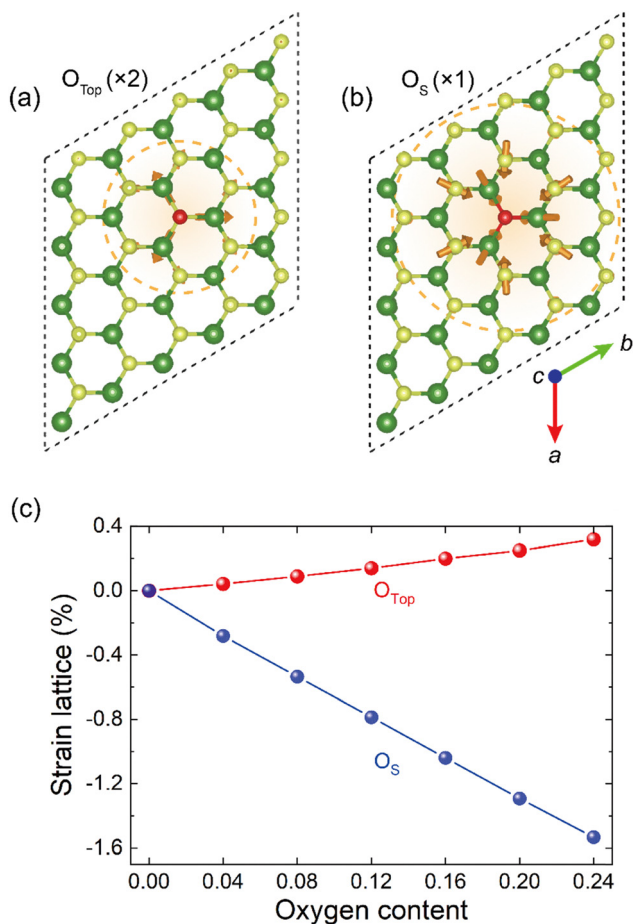 (a)
O_Top (×2)
(b)
O_S (×1)
b
c
a
(c)
Strain lattice (%)
0.4
0.0
-0.4
-0.8
-1.2
-1.6
O_Top
O_S
0.00 0.04 0.08 0.12 0.16 0.20 0.24
Oxygen content